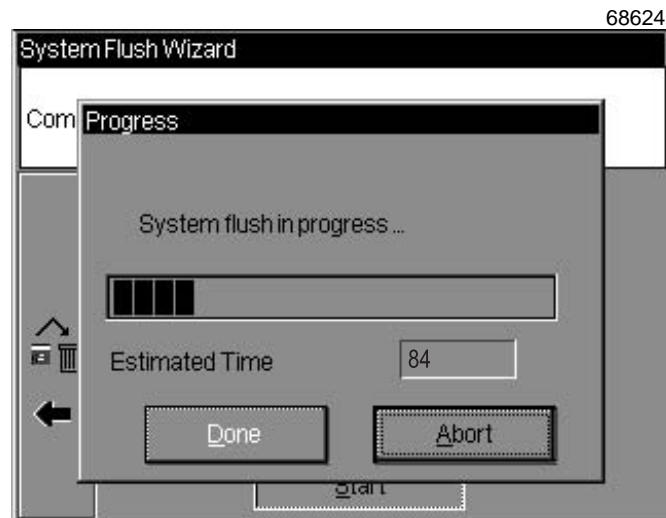 68624
System Flush Wizard
Com
Progress
System flush in progress ...
Estimated Time 84
Done Abort
Start